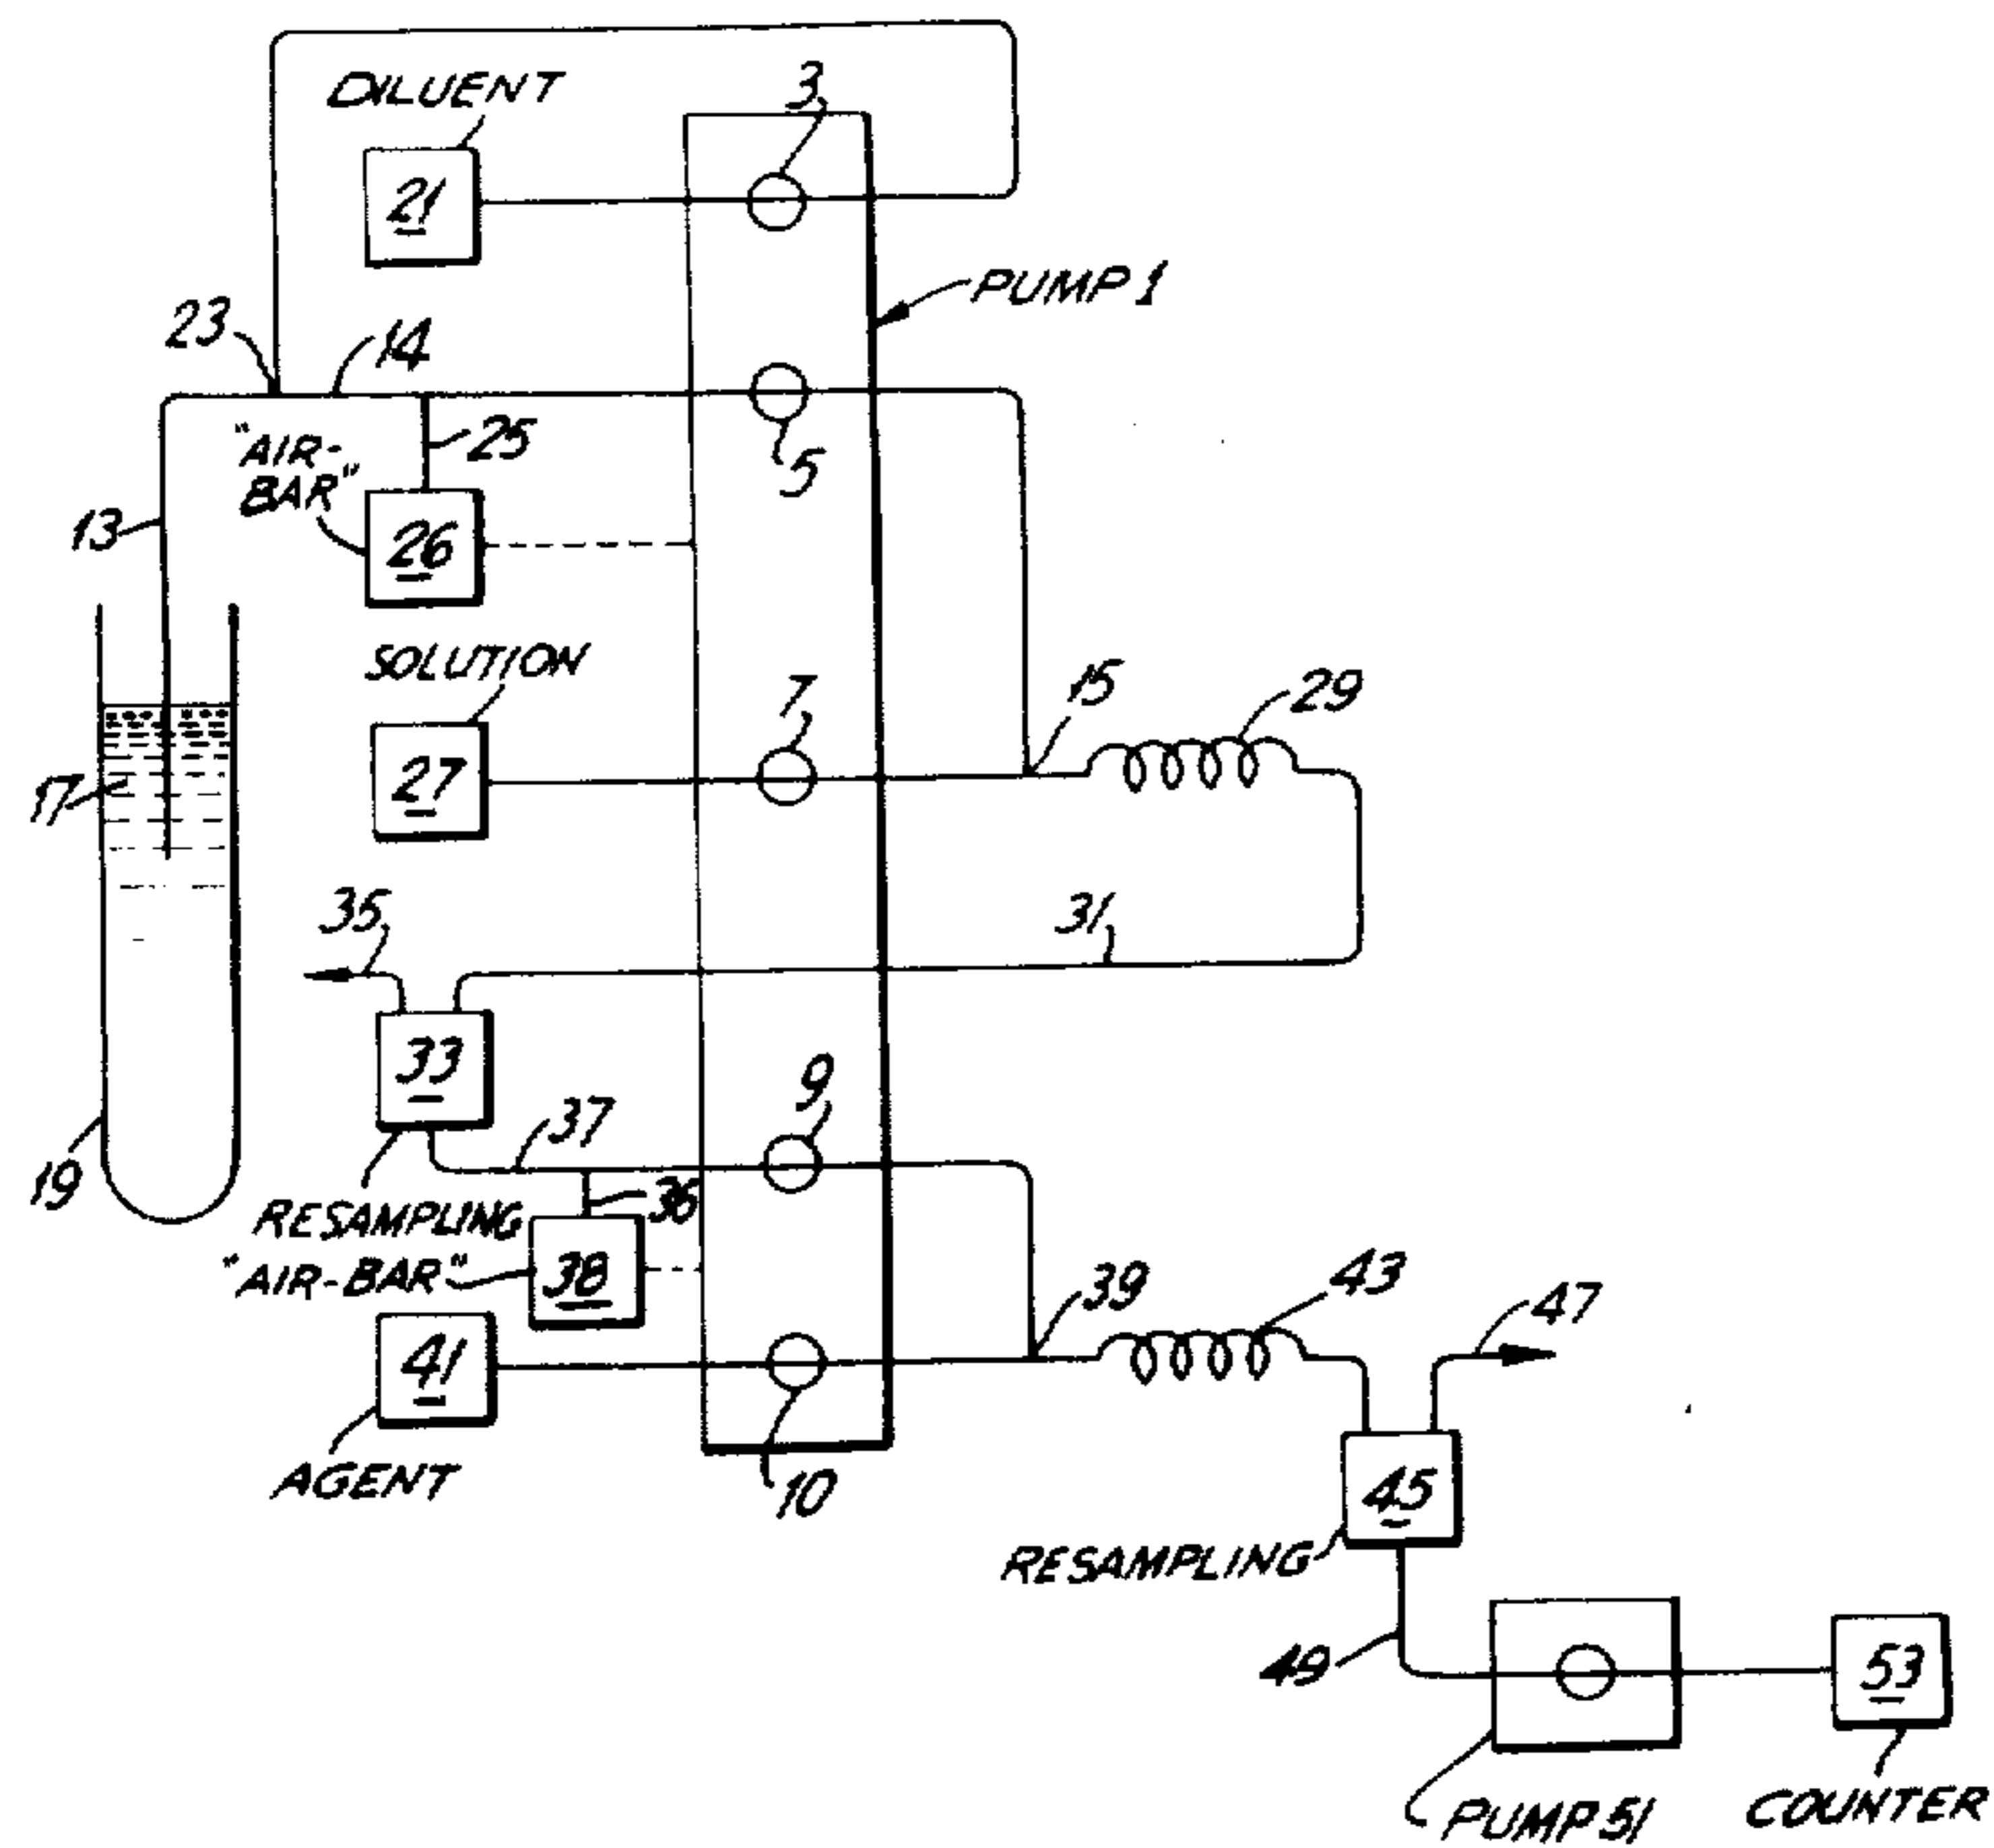 DILUENT
3
21
PUMP 1
23
14
25
5
"AIR-
BAR"
13
26
SOLUTION
7
15
29
27
17
35
31
33
9
37
19
36
RESAMPLING
"AIR-BAR"
38
39
43
47
41
AGENT
10
45
RESAMPLING
49
53
PUMP 51
COUNTER